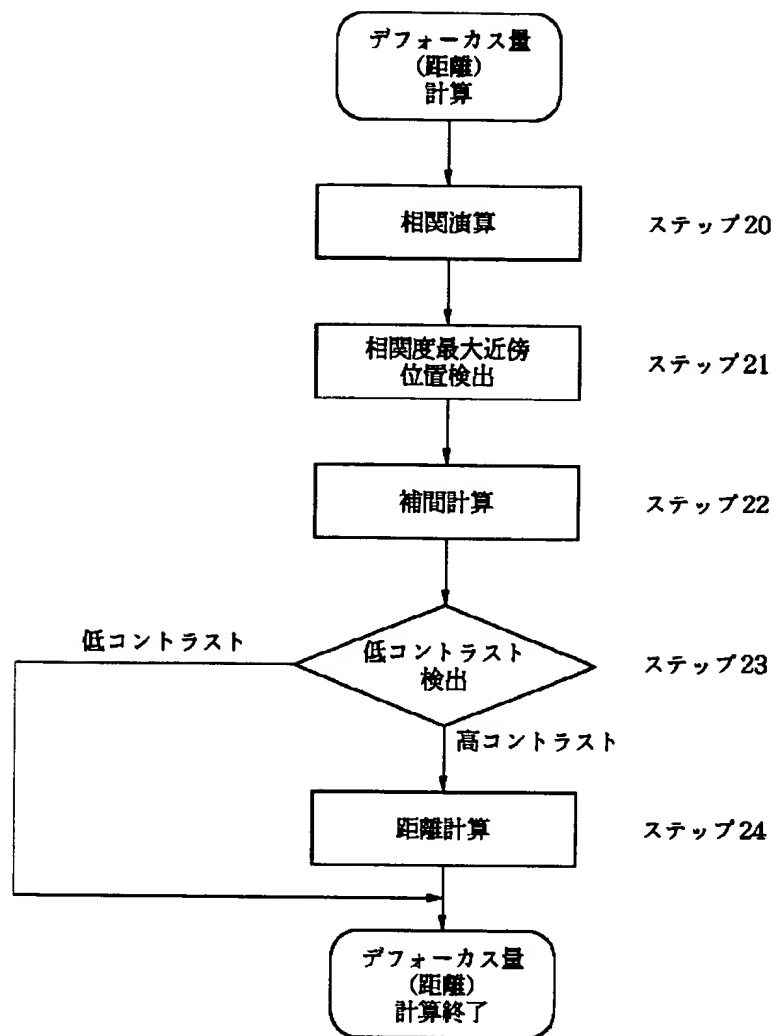 デフォーカス量
(距離)
計算
相関演算
ステップ20
相関度最大近傍
位置検出
ステップ21
補間計算
ステップ22
低コントラスト
低コントラスト
検出
ステップ23
高コントラスト
距離計算
ステップ24
デフォーカス量
(距離)
計算終了